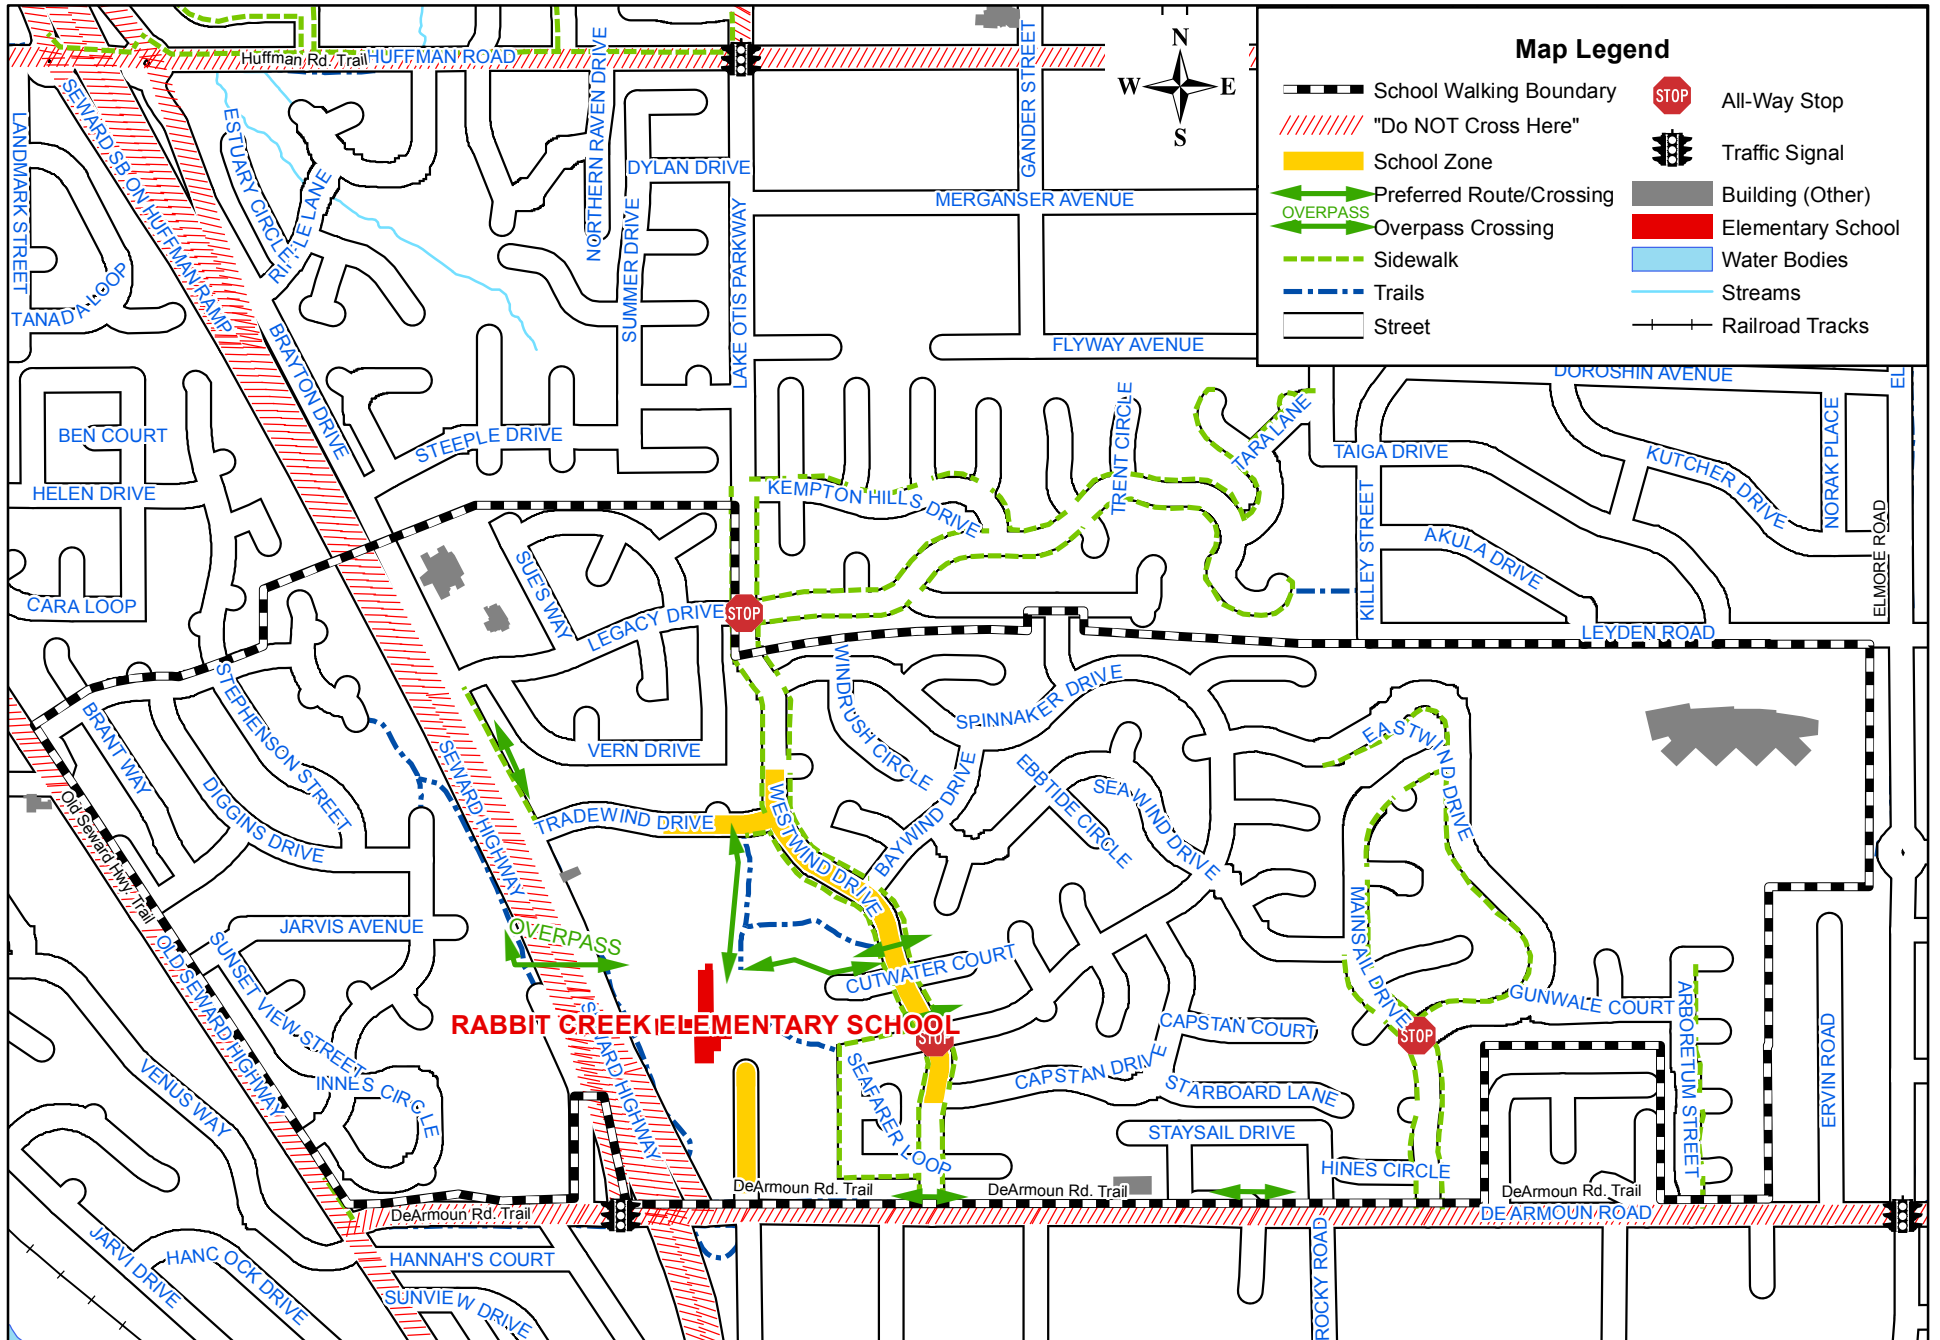 Map Legend
School Walking Boundary
"Do NOT Cross Here"
School Zone
Preferred Route/Crossing
OVERPASS
Overpass Crossing
Sidewalk
Trails
Street
STOP
All-Way Stop
Traffic Signal
Building (Other)
Elementary School
Water Bodies
Streams
Railroad Tracks
N
W
E
S
Huffman Rd. Trail
HUFFMAN ROAD
SEWARD SB ON HUFFMAN RAMP
LANDMARK STREET
ESTUARY CIRCLE
NORTHERN RAVEN DRIVE
DYLAN DRIVE
SUMMER DRIVE
LAKE OTIS PARKWAY
GANDER STREET
MERGANSER AVENUE
FLYWAY AVENUE
TANADA LOOP
BRAYTON DRIVE
STEEPLE DRIVE
BEN COURT
HELEN DRIVE
CARA LOOP
KEMPTON HILLS DRIVE
TRENT CIRCLE
TARA LANE
DOROSHIN AVENUE
EL
TAIGA DRIVE
KUTCHER DRIVE
NORAK PLACE
KILLEY STREET
AKULA DRIVE
ELMORE ROAD
LEYDEN ROAD
SUE'S WAY
LEGACY DRIVE
STOP
VERN DRIVE
BRANT WAY
STEPHENSON STREET
DIGGINS DRIVE
SEWARD HIGHWAY
TRADEWIND DRIVE
WESTWIND DRIVE
WINDRUSH CIRCLE
SPINNAKER DRIVE
BAYWIND DRIVE
EBBTIDE CIRCLE
SEA WIND DRIVE
EASTWIND DRIVE
MAINSAIL DRIVE
Old Seward Hwy. Trail
OLD SEWARD HIGHWAY
JARVIS AVENUE
SUNSET VIEW STREET
INNES CIRCLE
VENUS WAY
OVERPASS
CUTWATER COURT
RABBIT CREEK ELEMENTARY SCHOOL
STOP
SEWARD HIGHWAY
SEAFARER LOOP
CAPSTAN COURT
CAPSTAN DRIVE
STARBOARD LANE
STAYSAIL DRIVE
HINES CIRCLE
STOP
GUNWALE COURT
ARBORETUM STREET
ERVIN ROAD
DeArmoun Rd. Trail
DeArmoun Rd. Trail
DeArmoun Rd. Trail
DeArmoun Rd. Trail
DE ARMOUN ROAD
JARVI DRIVE
HANCOCK DRIVE
HANNAH'S COURT
SUNVIEW DRIVE
ROCKY ROAD